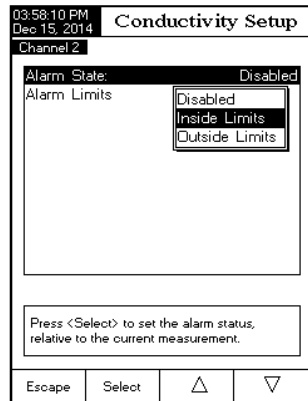 03:58:10 PM
Dec 15, 2014
Conductivity Setup
Channel 2
Alarm State: Disabled
Alarm Limits
Disabled
Inside Limits
Outside Limits
Press <Select> to set the alarm status,
relative to the current measurement.
Escape Select △ ▽